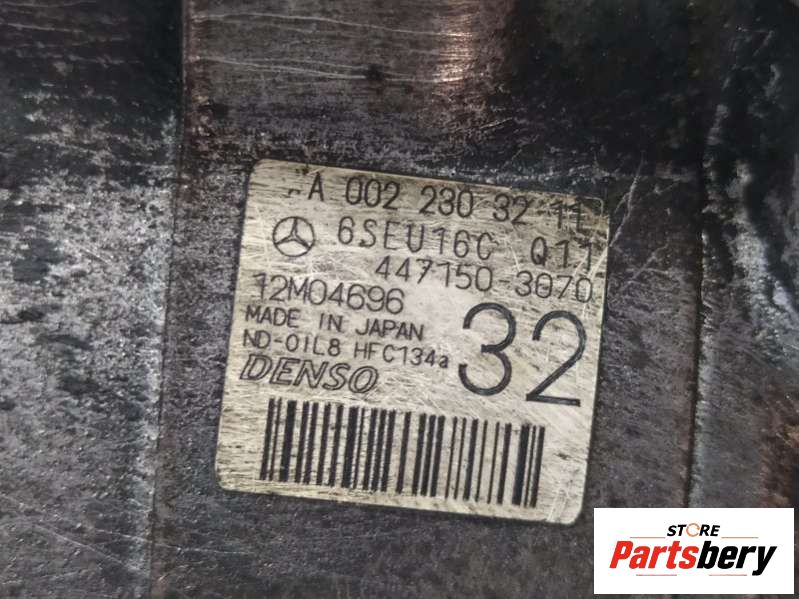 A 002 230 32 11
6SEU16C Q11
447150-3070
12M04696
MADE IN JAPAN
32
ND-OIL8 HFC134a
DENSO
STORE
Partsbery